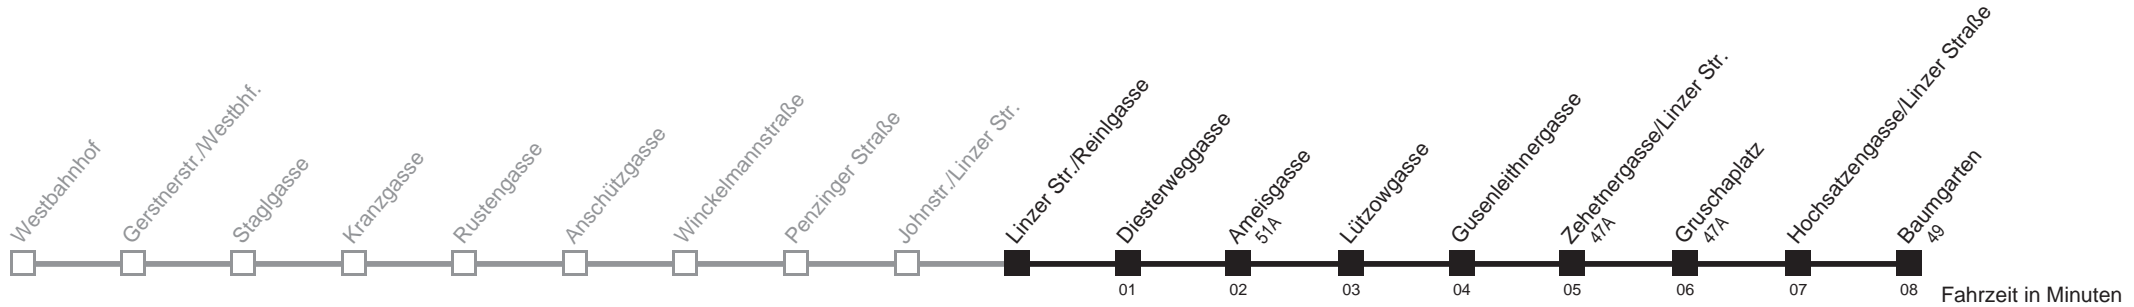 Westbahnhof
Gerstnerstr./Westbhf.
Staglgasse
Kranzgasse
Rustengasse
Anschützgasse
Winckelmannstraße
Penzinger Straße
Johnstr./Linzer Str.
Linzer Str./Reinlgasse
Diesterweggasse
Ameisgasse
51A
Lützowgasse
Gusenleithnergasse
Zehetnergasse/Linzer Str.
47A
Gruschaplatz
47A
Hochsatzengasse/Linzer Straße
Baumgarten
49
01 02 03 04 05 06 07 08 Fahrzeit in Minuten